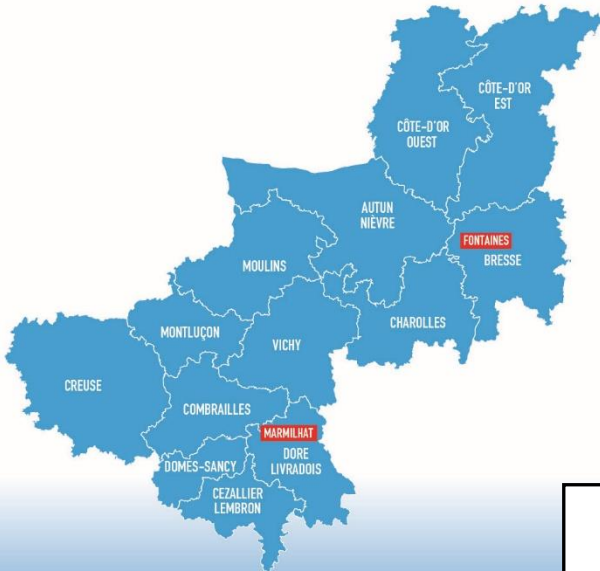 CÔTE-D'OR
EST
CÔTE-D'OR
OUEST
AUTUN
NIÈVRE
FONTAINES
BRESSE
MOULINS
CHAROLLES
MONTLUÇON
VICHY
CREUSE
COMBRAILLES
MARMILHAT
DORE
LIVRADOIS
DOMES-SANCY
CEZALLIER
LEMBRON